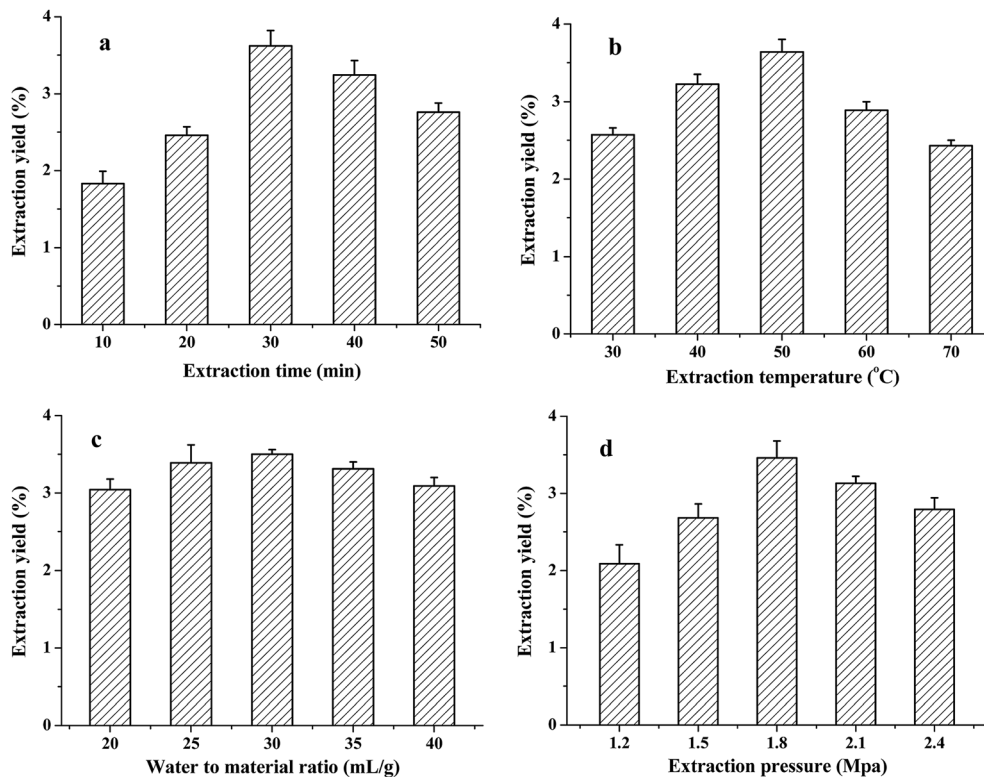 a
Extraction yield (%)
4
3
2
1
0
10 20 30 40 50
Extraction time (min)
b
Extraction yield (%)
4
3
2
1
0
30 40 50 60 70
Extraction temperature (°C)
c
Extraction yield (%)
4
3
2
1
0
20 25 30 35 40
Water to material ratio (mL/g)
d
Extraction yield (%)
4
3
2
1
0
1.2 1.5 1.8 2.1 2.4
Extraction pressure (Mpa)